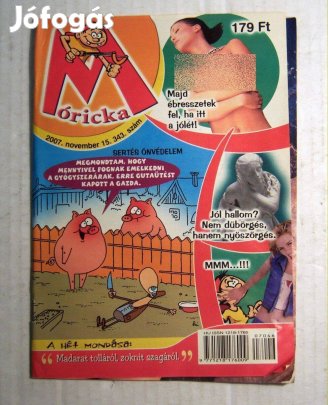 Jófogás
179 Ft
Móricka
2007. november 15. 343. szám
Majd
ébresszetek
fel, ha itt
a jólét!
SERTÉS ÖNVÉDELEM
MEGMONDTAM, HOGY
MENNYIVEL FOGNAK EMELKEDNI
A GYÓGYSZERÁRAK. ERRE GUTAÜTÉST
KAPOTT A GAZDA.
Jól hallom?
Nem dübörgés,
hanem nyöszörgés.
MMM...!!!
A HÉT MONDÁSA:
“ Madarat tolláról, zoknit szagáról. ”
07046